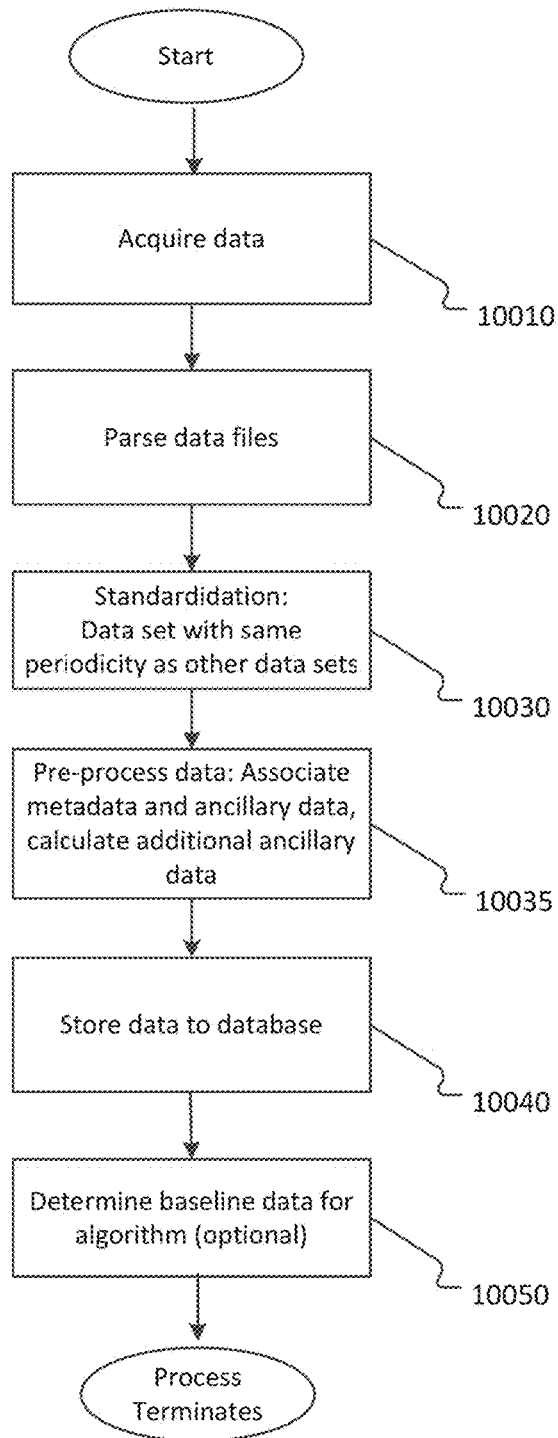 Start
Acquire data
10010
Parse data files
10020
Standardidation:
Data set with same
periodicity as other data sets
10030
Pre-process data: Associate
metadata and ancillary data,
calculate additional ancillary
data
10035
Store data to database
10040
Determine baseline data for
algorithm (optional)
10050
Process
Terminates